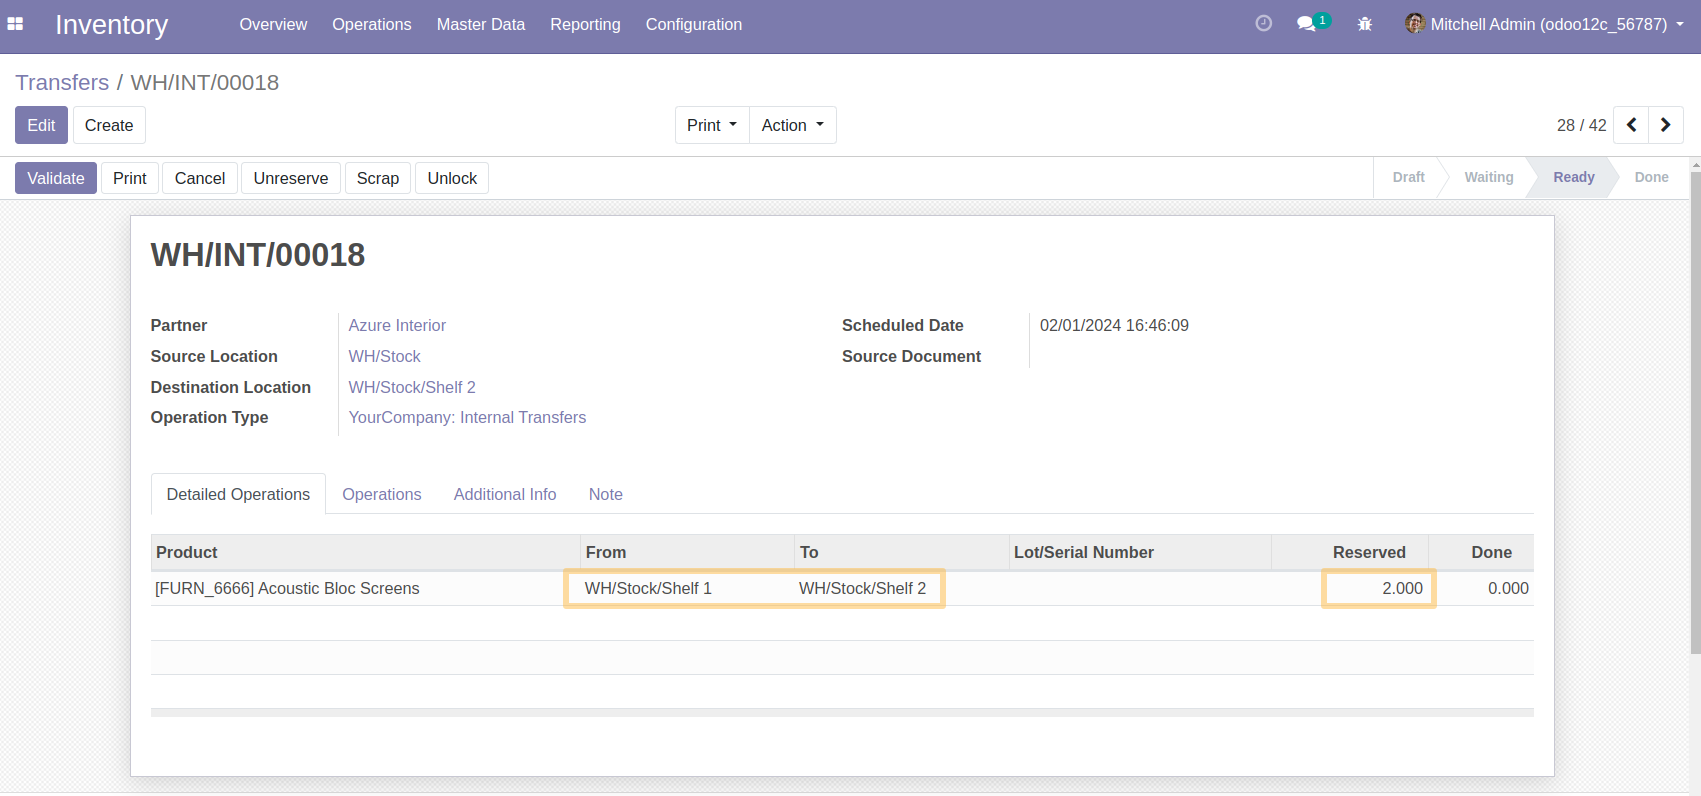 Inventory Overview Operations Master Data Reporting Configuration 1 Mitchell Admin (odoo12c_56787)
Transfers / WH/INT/00018
Edit Create Print Action 28 / 42
Validate Print Cancel Unreserve Scrap Unlock Draft Waiting Ready Done
WH/INT/00018
Partner Azure Interior Scheduled Date 02/01/2024 16:46:09
Source Location WH/Stock Source Document
Destination Location WH/Stock/Shelf 2
Operation Type YourCompany: Internal Transfers
Detailed Operations Operations Additional Info Note
Product From To Lot/Serial Number Reserved Done
[FURN_6666] Acoustic Bloc Screens WH/Stock/Shelf 1 WH/Stock/Shelf 2 2.000 0.000